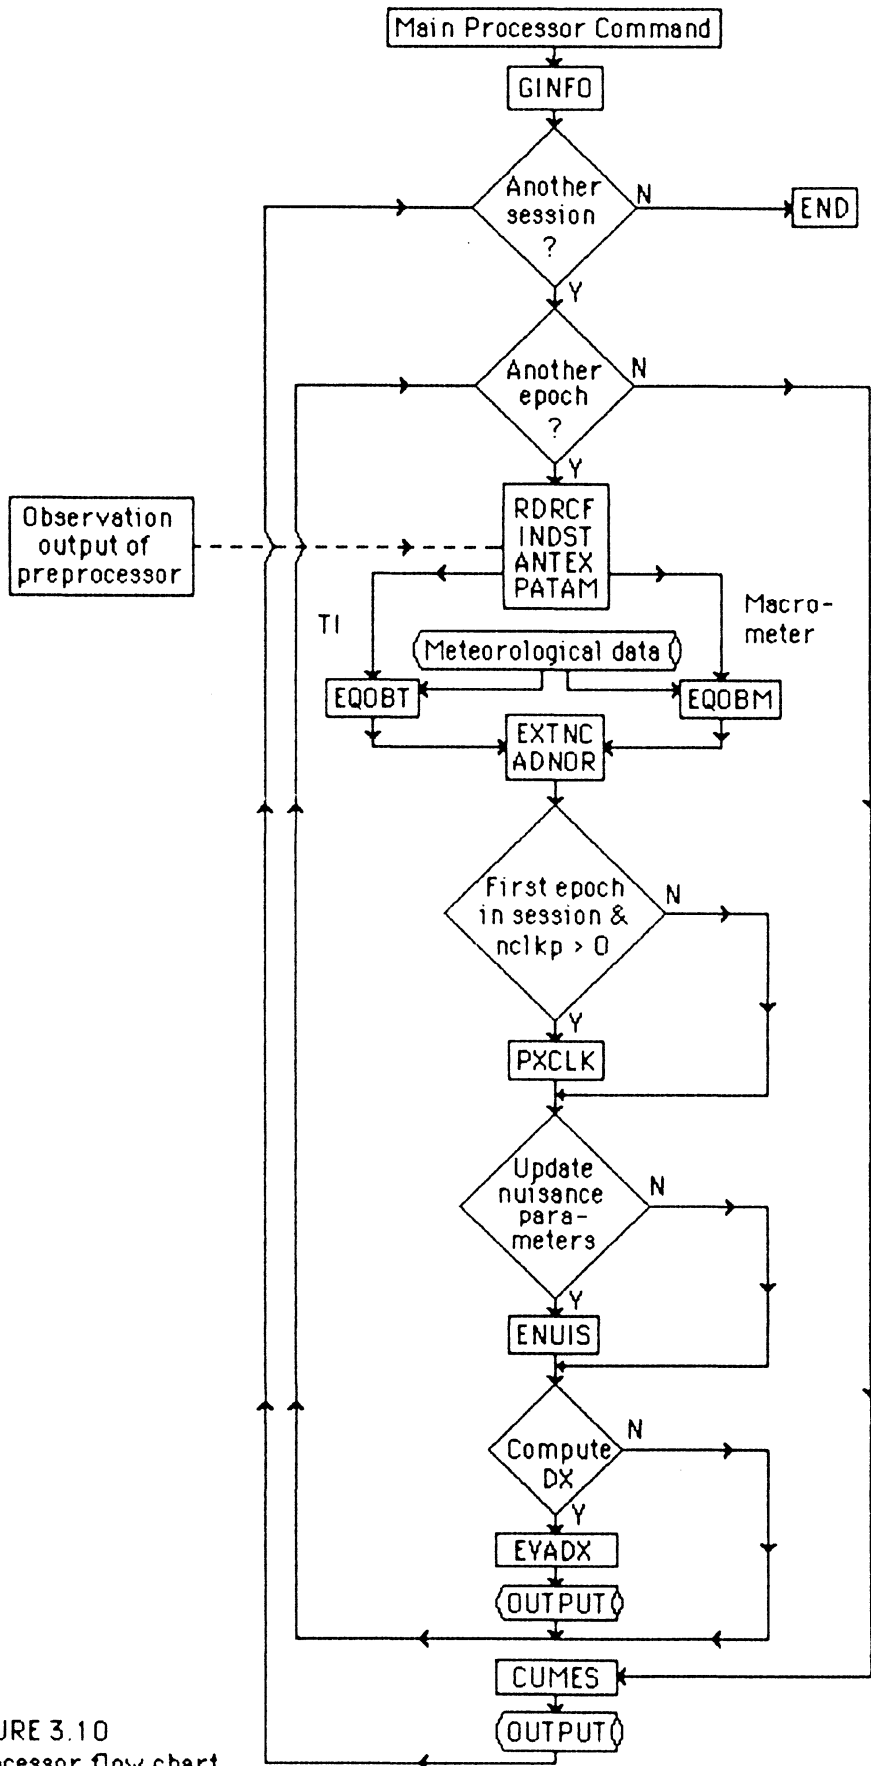 Main Processor Command
GINFO
Another
session
?
N
END
Y
Another
epoch
?
N
Y
Observation
output of
preprocessor
RDRCF
INDST
ANTEX
PATAM
TI
Macro-
meter
Meteorological data
EQOBT
EQOBM
EXTNC
ADNOR
First epoch
in session &
nclkp > 0
N
Y
PXCLK
Update
nuisance
para-
meters
N
Y
ENUIS
Compute
DX
N
Y
EYADX
OUTPUT
CUMES
OUTPUT
URE 3.10
cessor flow chart